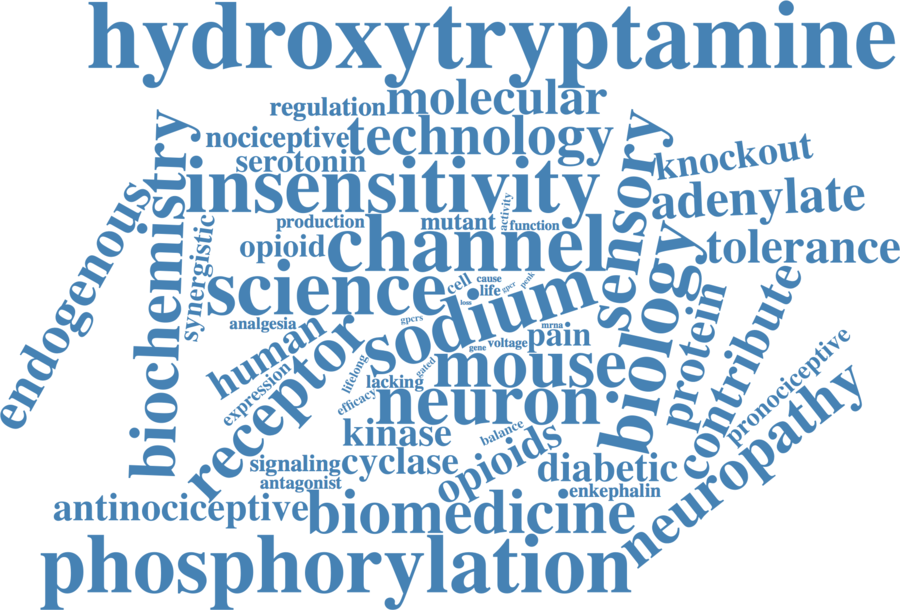 hydroxytryptamine
regulation
molecular
nociceptive
technology
serotonin
insensitivity
sensory
knockout
adenylate
endogenous
biochemistry
synergistic
production
mutant
activity
function
opioid
channel
tolerance
science
cell
cause
life
gpcr
penk
loss
sodium
biology
protein
contribute
analgesia
gpcrs
human
receptor
mrna
pain
voltage
gene
gated
lifelong
lacking
mouse
expression
efficacy
neuron
pronociceptive
neuropathy
kinase
balance
signaling
cyclase
opioids
diabetic
antagonist
enkephalin
antinociceptive
biomedicine
phosphorylation